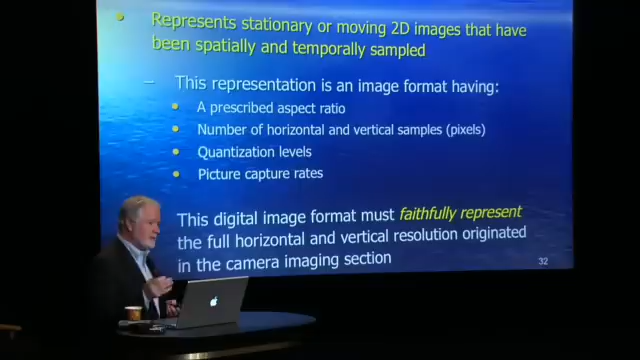 Represents stationary or moving 2D images that have
been spatially and temporally sampled
– This representation is an image format having:
A prescribed aspect ratio
Number of horizontal and vertical samples (pixels)
Quantization levels
Picture capture rates
This digital image format must faithfully represent
the full horizontal and vertical resolution originated
in the camera imaging section
32